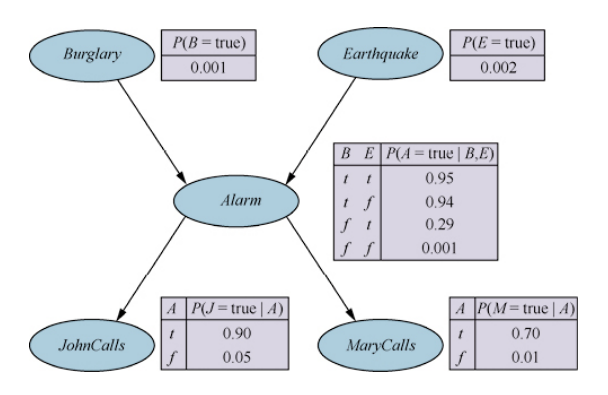 Burglary
P(B = true)
0.001
Earthquake
P(E = true)
0.002
B E P(A = true | B,E)
t t 0.95
t f 0.94
f t 0.29
f f 0.001
Alarm
A P(J = true | A)
t 0.90
f 0.05
JohnCalls
A P(M = true | A)
t 0.70
f 0.01
MaryCalls